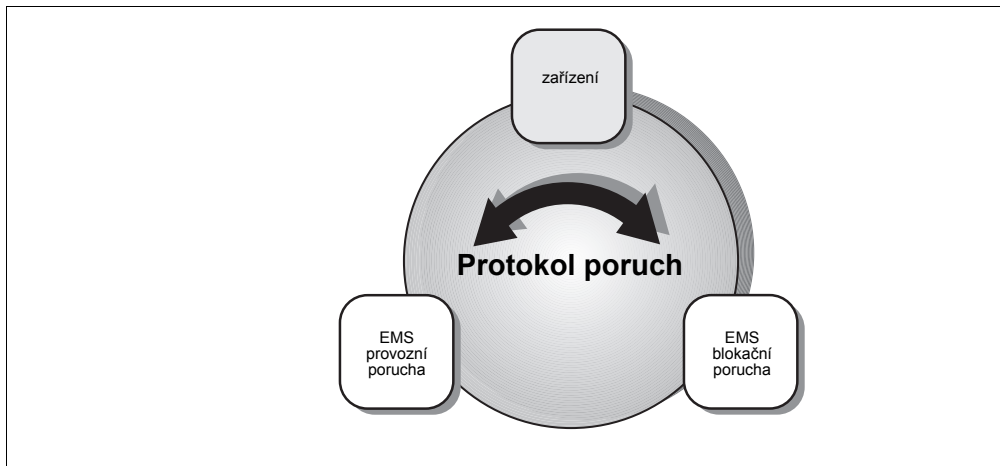 zařízení
Protokol poruch
EMS
provozní
porucha
EMS
blokační
porucha